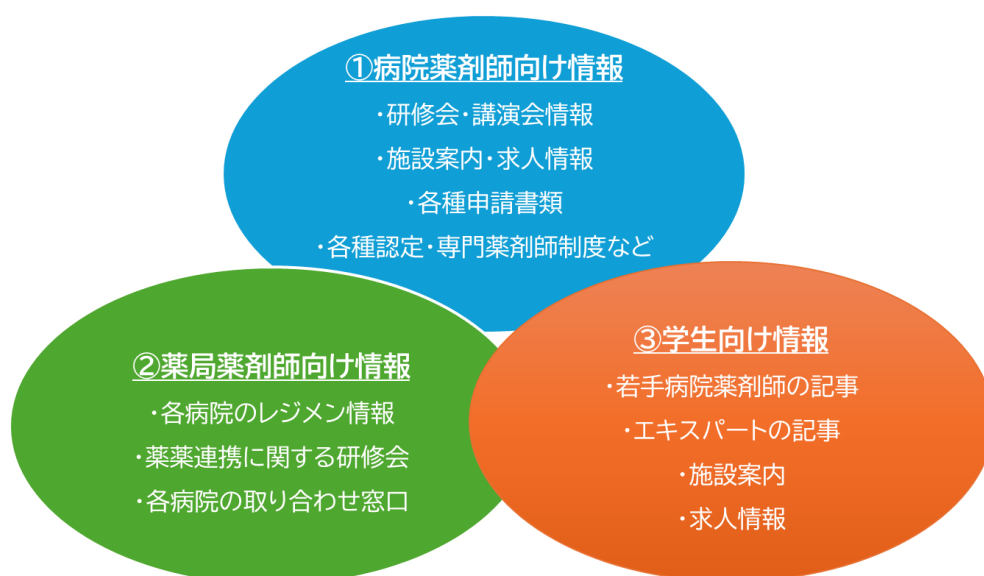 ①病院薬剤師向け情報
・研修会・講演会情報
・施設案内・求人情報
・各種申請書類
・各種認定・専門薬剤師制度など
②薬局薬剤師向け情報
・各病院のレジメン情報
・薬薬連携に関する研修会
・各病院の取り合わせ窓口
③学生向け情報
・若手病院薬剤師の記事
・エキスパートの記事
・施設案内
・求人情報